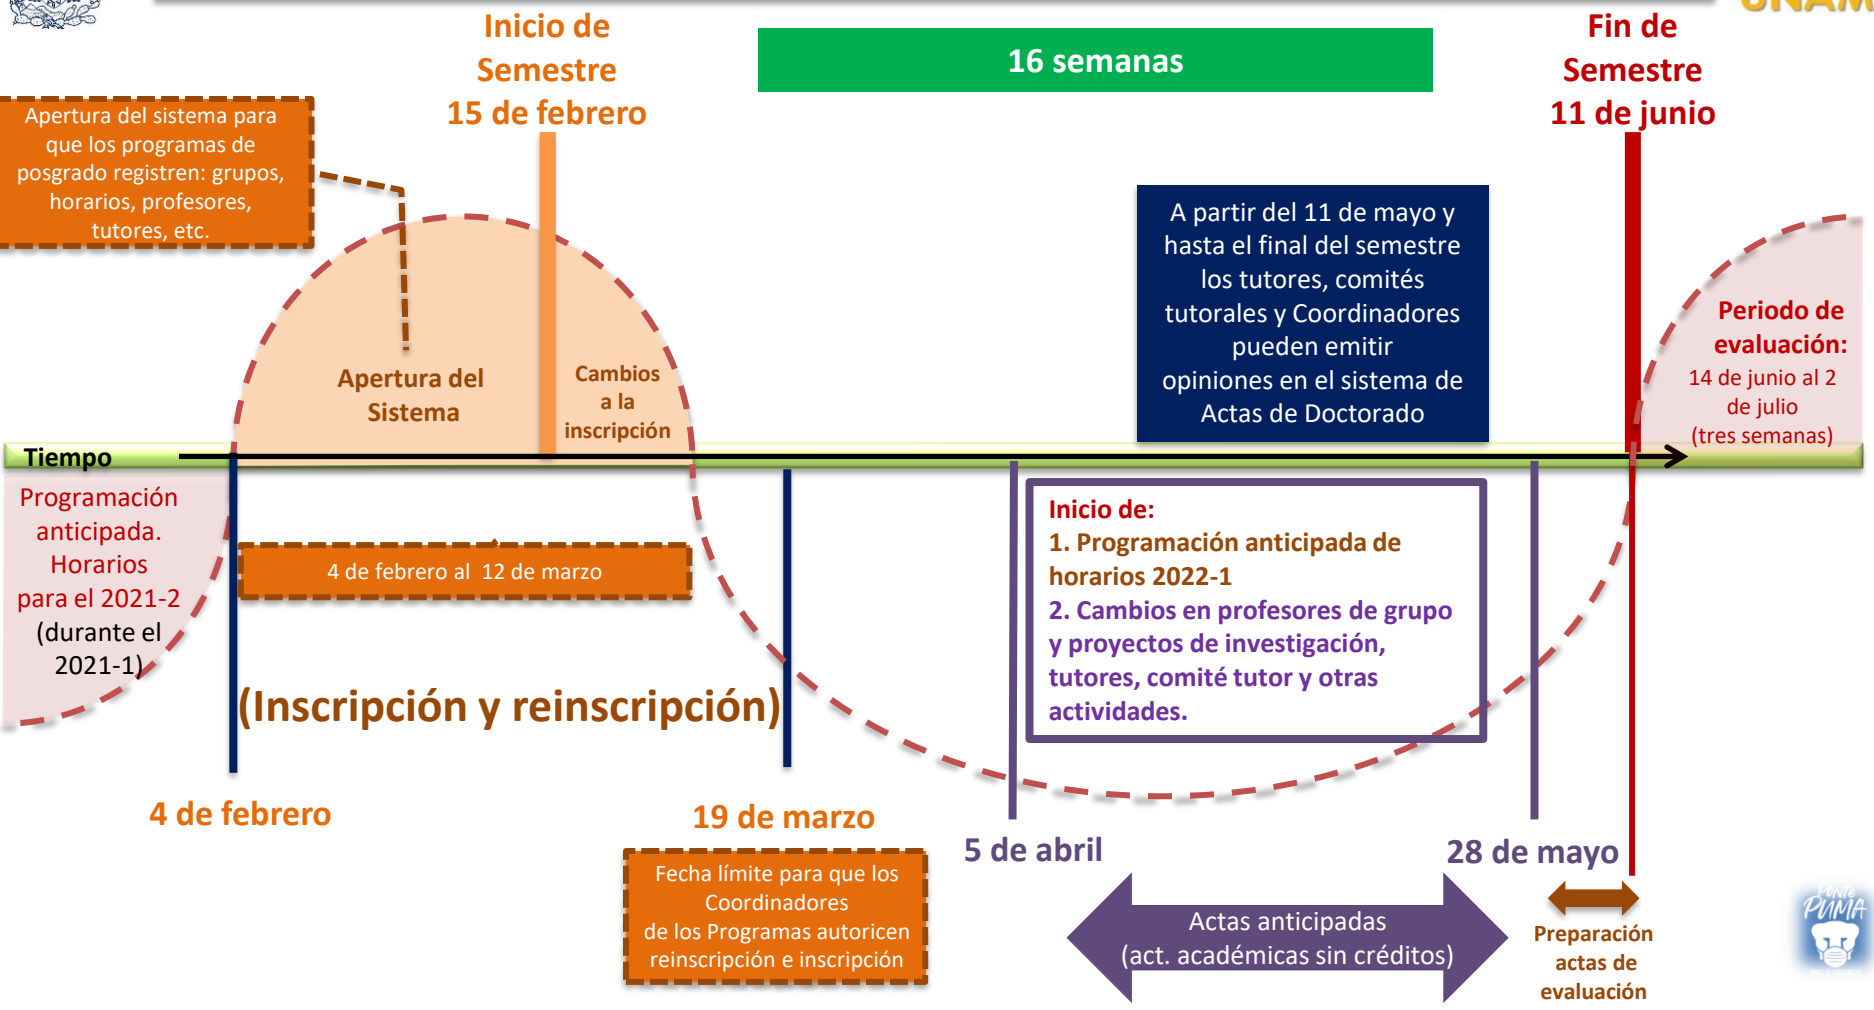 UNAM
Inicio de
Semestre
15 de febrero
16 semanas
Fin de
Semestre
11 de junio
Apertura del sistema para
que los programas de
posgrado registren: grupos,
horarios, profesores,
tutores, etc.
A partir del 11 de mayo y
hasta el final del semestre
los tutores, comités
tutorales y Coordinadores
pueden emitir
opiniones en el sistema de
Actas de Doctorado
Periodo de
evaluación:
14 de junio al 2
de julio
(tres semanas)
Apertura del
Sistema
Cambios
a la
inscripción
Tiempo
Programación
anticipada.
Horarios
para el 2021-2
(durante el
2021-1)
4 de febrero al 12 de marzo
Inicio de:
1. Programación anticipada de
horarios 2022-1
2. Cambios en profesores de grupo
y proyectos de investigación,
tutores, comité tutor y otras
actividades.
(Inscripción y reinscripción)
4 de febrero
19 de marzo
5 de abril
28 de mayo
Fecha límite para que los
Coordinadores
de los Programas autoricen
reinscripción e inscripción
Actas anticipadas
(act. académicas sin créditos)
Preparación
actas de
evaluación
PONTE
PUMA